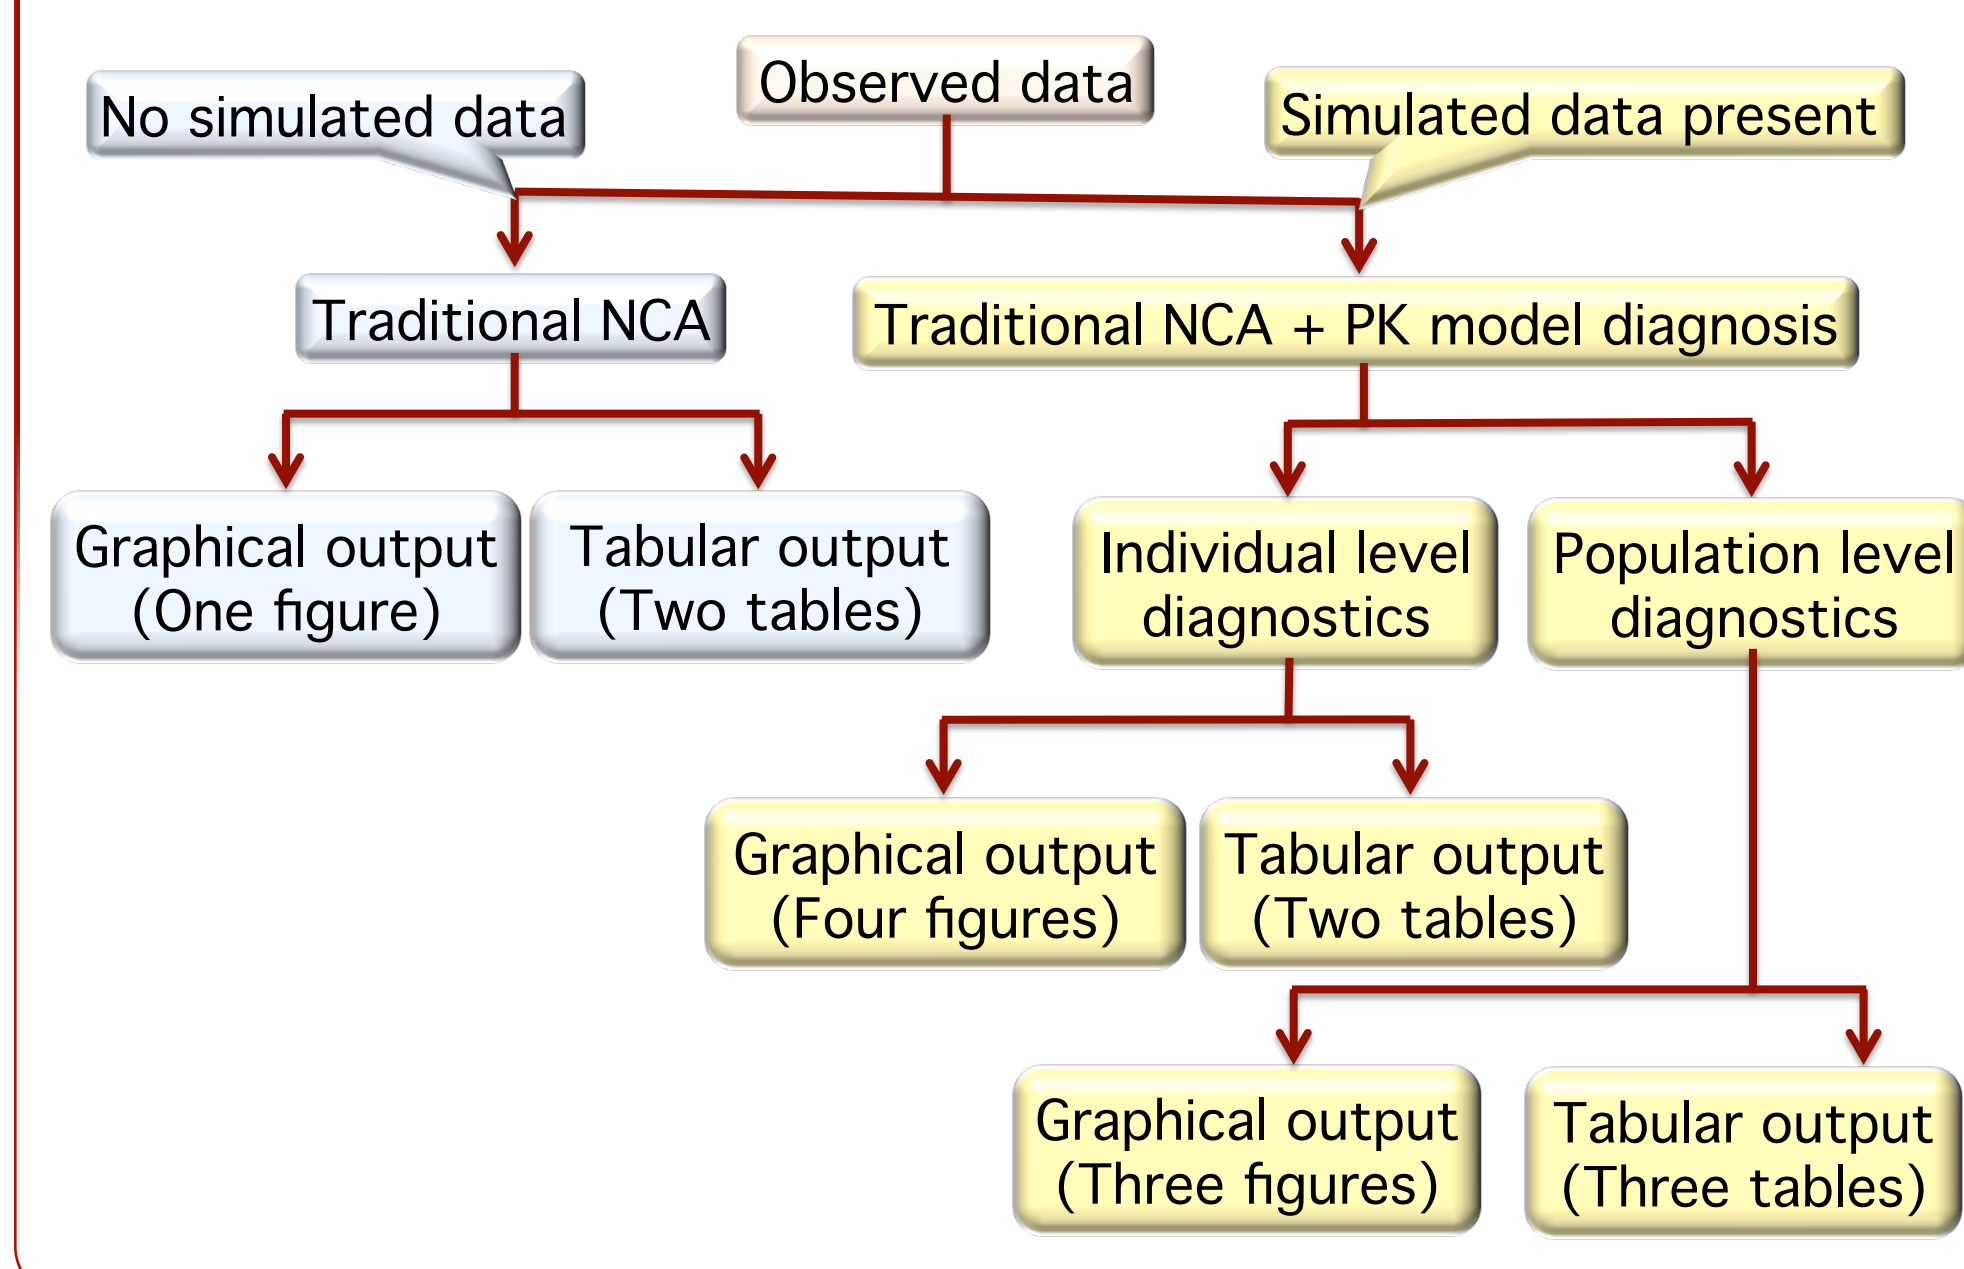 Observed data
No simulated data
Simulated data present
Traditional NCA
Traditional NCA + PK model diagnosis
Graphical output
(One figure)
Tabular output
(Two tables)
Individual level
diagnostics
Population level
diagnostics
Graphical output
(Four figures)
Tabular output
(Two tables)
Graphical output
(Three figures)
Tabular output
(Three tables)